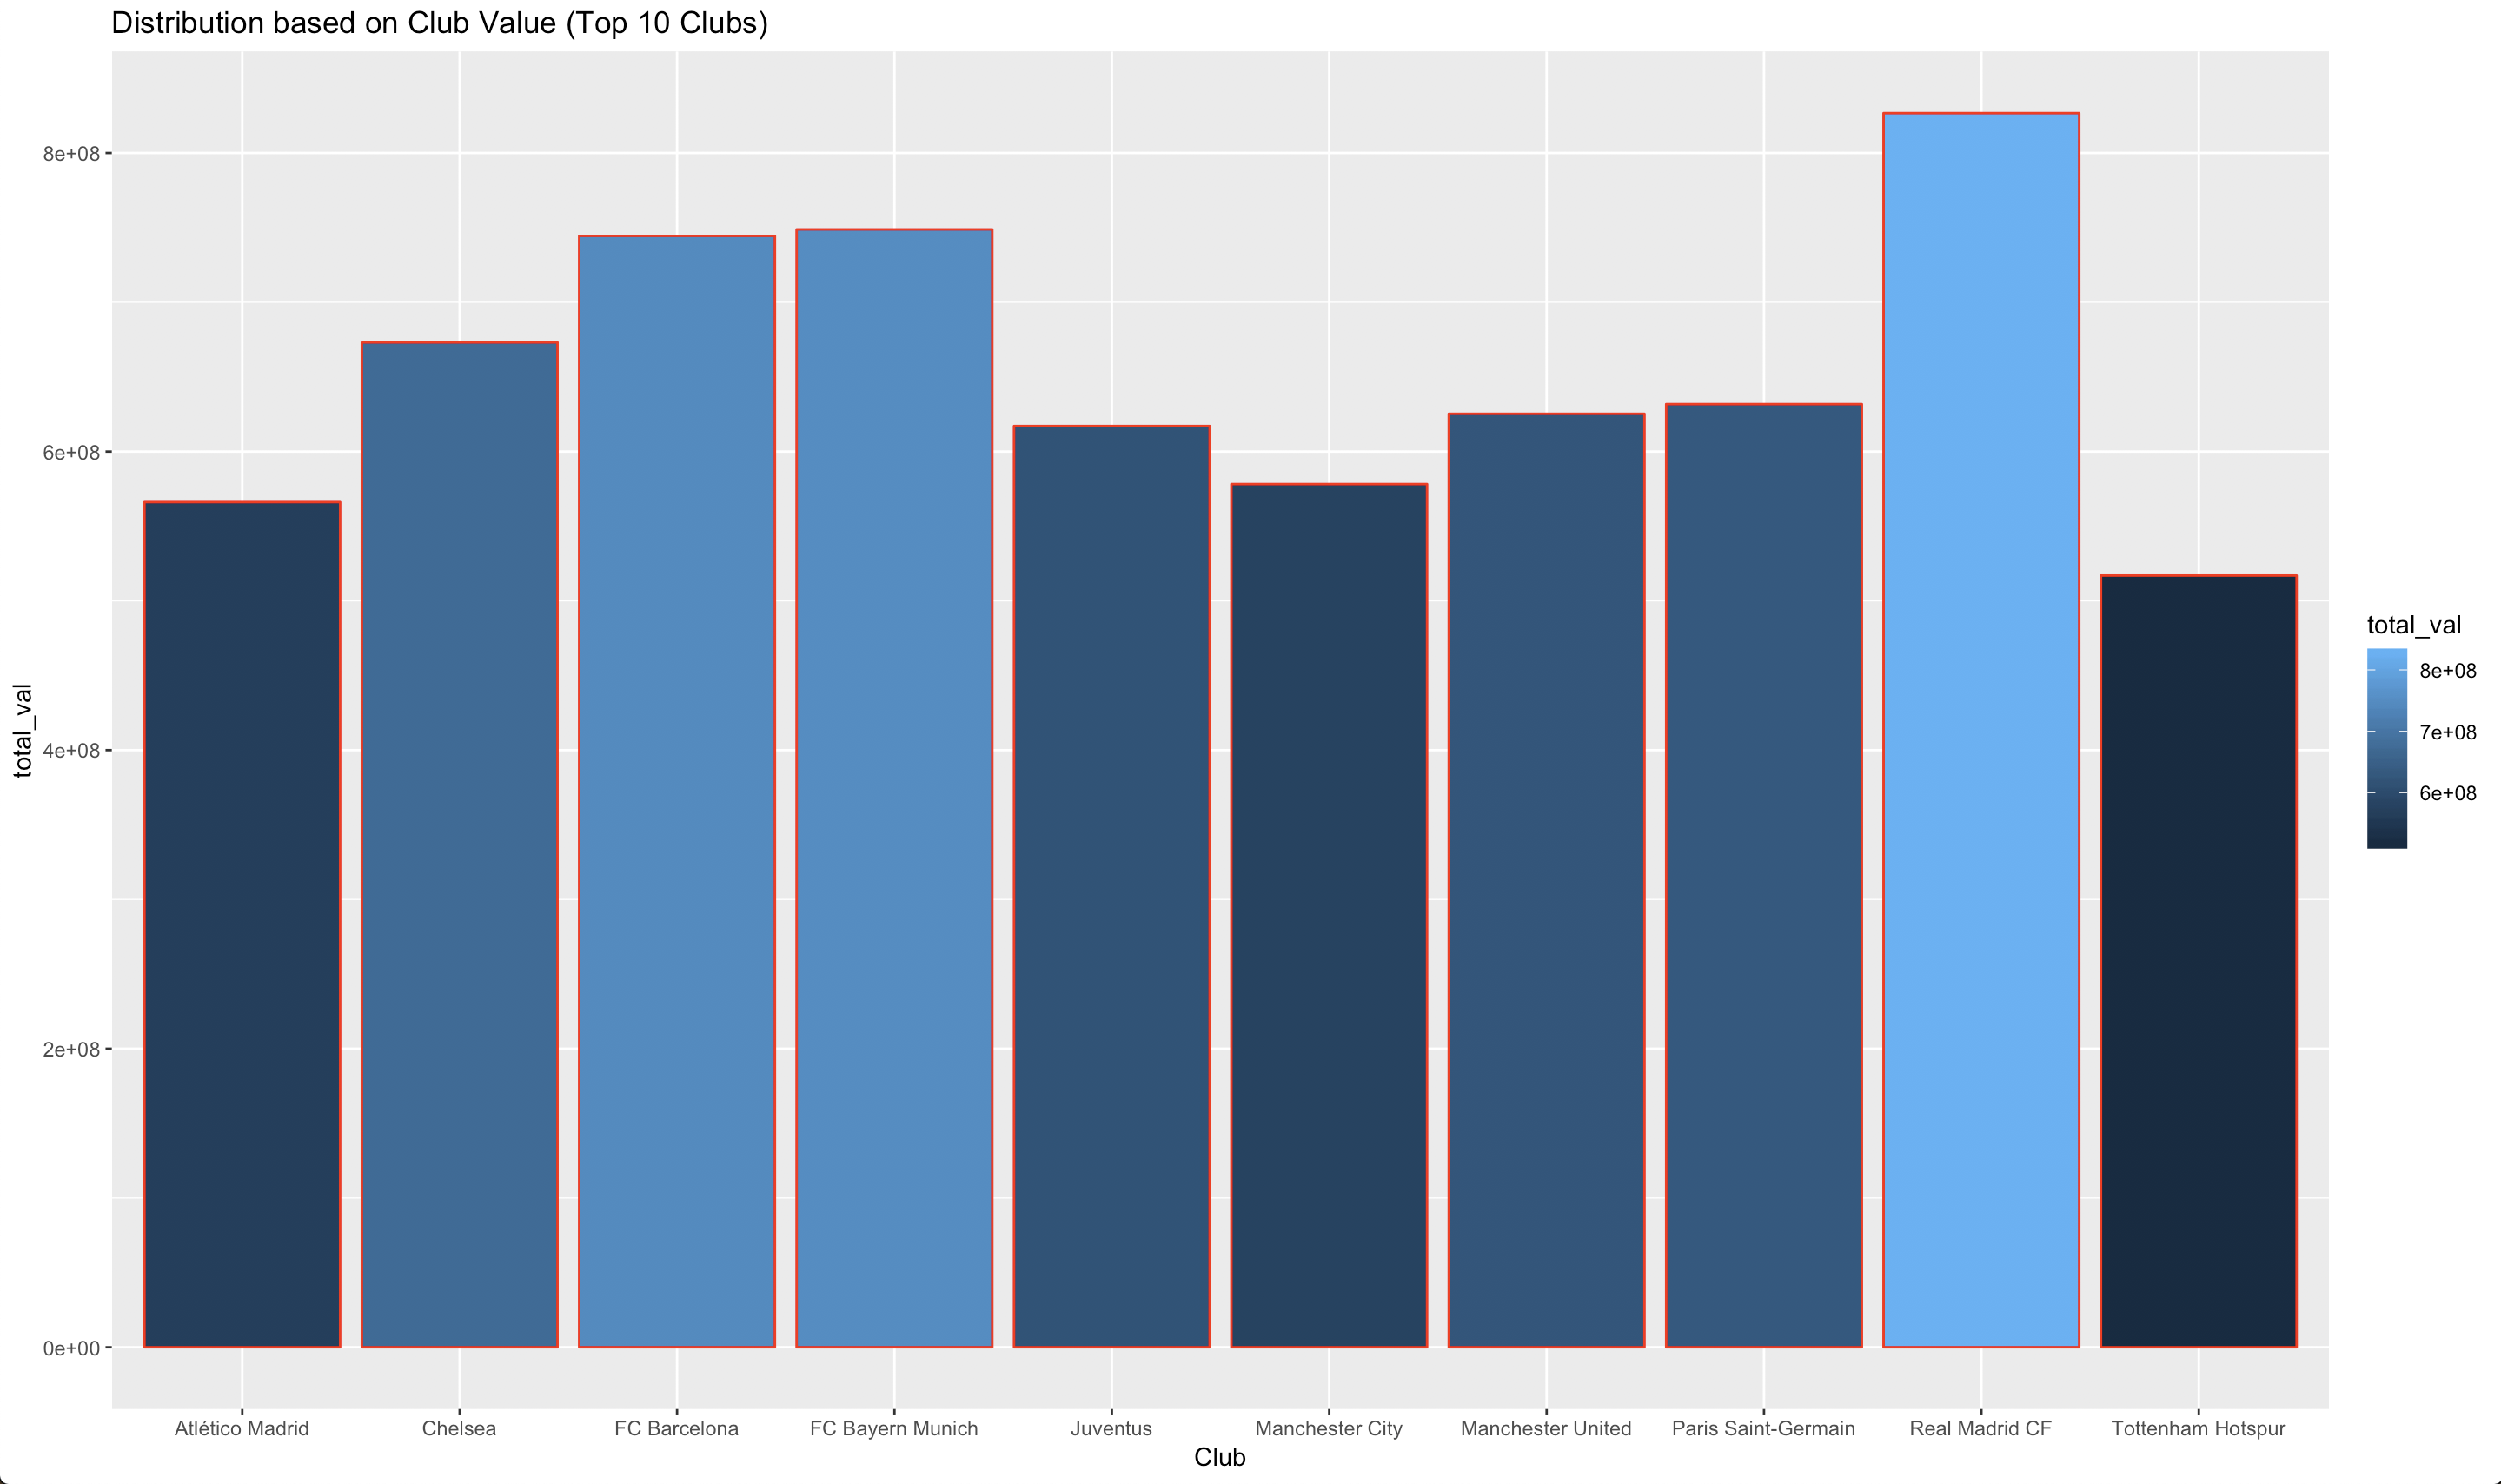 Distribution based on Club Value (Top 10 Clubs)
total_val
8e+08
6e+08
4e+08
2e+08
0e+00
Atlético Madrid
Chelsea
FC Barcelona
FC Bayern Munich
Juventus
Manchester City
Manchester United
Paris Saint-Germain
Real Madrid CF
Tottenham Hotspur
Club
total_val
8e+08
7e+08
6e+08